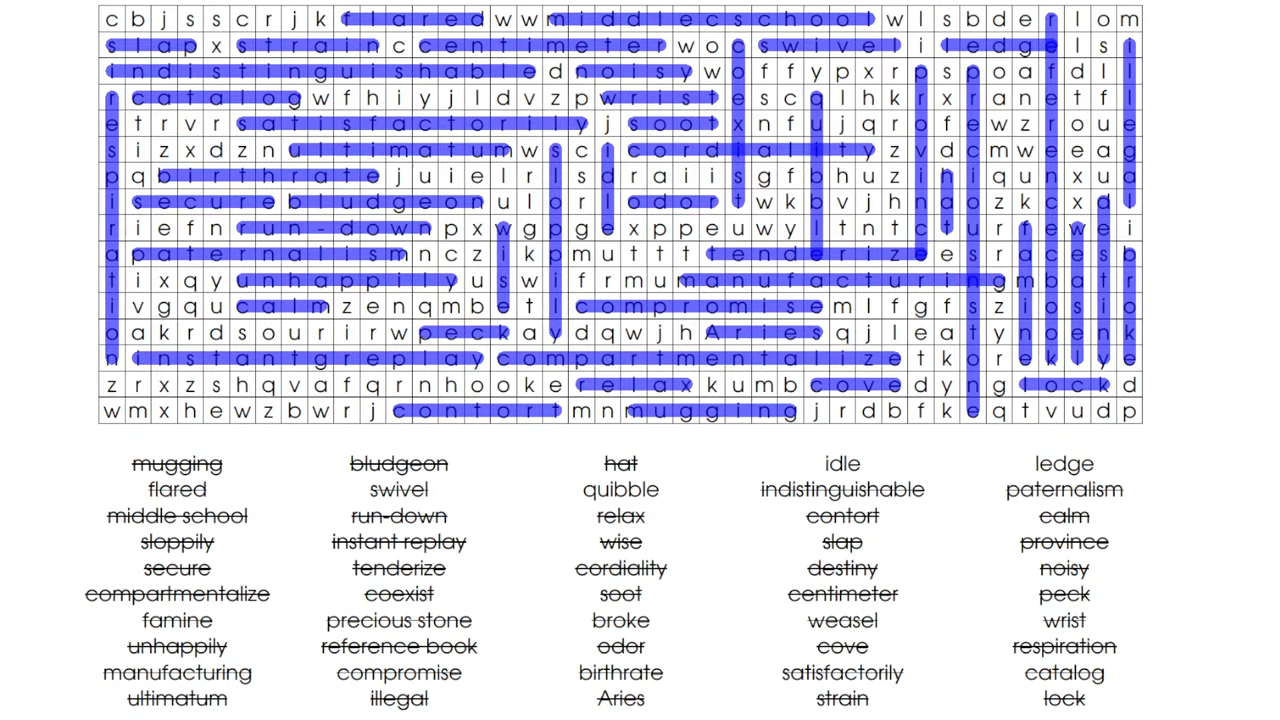 c b j s s c r j k f l a r e d w w m i d d l e c s c h o o l w l s b d e r l o m
s l a p x s t r a i n c c e n t i m e t e r w o c s w i v e l i l e d g e l s i
i n d i s t i n g u i s h a b l e d n o i s y w o f f y p x r p s p o a f d l l
r c a t a l o g w f h i y j l d v z p w r i s t e s c q l h k r x r a n e t f l
e t r v r s a t i s f a c t o r i l y j s o o t x n f u j q r o f e w z r o u e
s i z x d z n u l t i m a t u m w s c i c o r d i a l i t y z v d c m w e e a g
p q b i r t h r a t e j u i e l r l s d r a i i s g f b h u z i h i q u n x u a
i s e c u r e b l u d g e o n u l o r l o d o r t w k b v j h n a o z k c x d l
r i e f n r u n - d o w n p x w g p g e x p p e u w y l t n t c t u r f e w e i
a p a t e r n a l i s m n c z i k p m u t t t t e n d e r i z e e s r a c e s b
t i x q y u n h a p p i l y u s w i f r m u m a n u f a c t u r i n g m b a t r
i v g q u c a l m z e n q m b e t l c o m p r o m i s e m l f g f s z i o s i o
o a k r d s o u r i r w p e c k a y d q w j h A r i e s q j l e a t y n o e n k
n i n s t a n t g r e p l a y c o m p a r t m e n t a l i z e t k o r e k l y e
z r x z s h q v a f q r n h o o k e r e l a x k u m b c o v e d y n g l o c k d
w m x h e w z b w r j c o n t o r t m n m u g g i n g j r d b f k e q t v u d p
mugging bludgeon hat idle ledge
flared swivel quibble indistinguishable paternalism
middle school run-down relax contort calm
sloppily instant replay wise slap province
secure tenderize cordiality destiny noisy
compartmentalize coexist soot centimeter peck
famine precious stone broke weasel wrist
unhappily reference book odor cove respiration
manufacturing compromise birthrate satisfactorily catalog
ultimatum illegal Aries strain lock